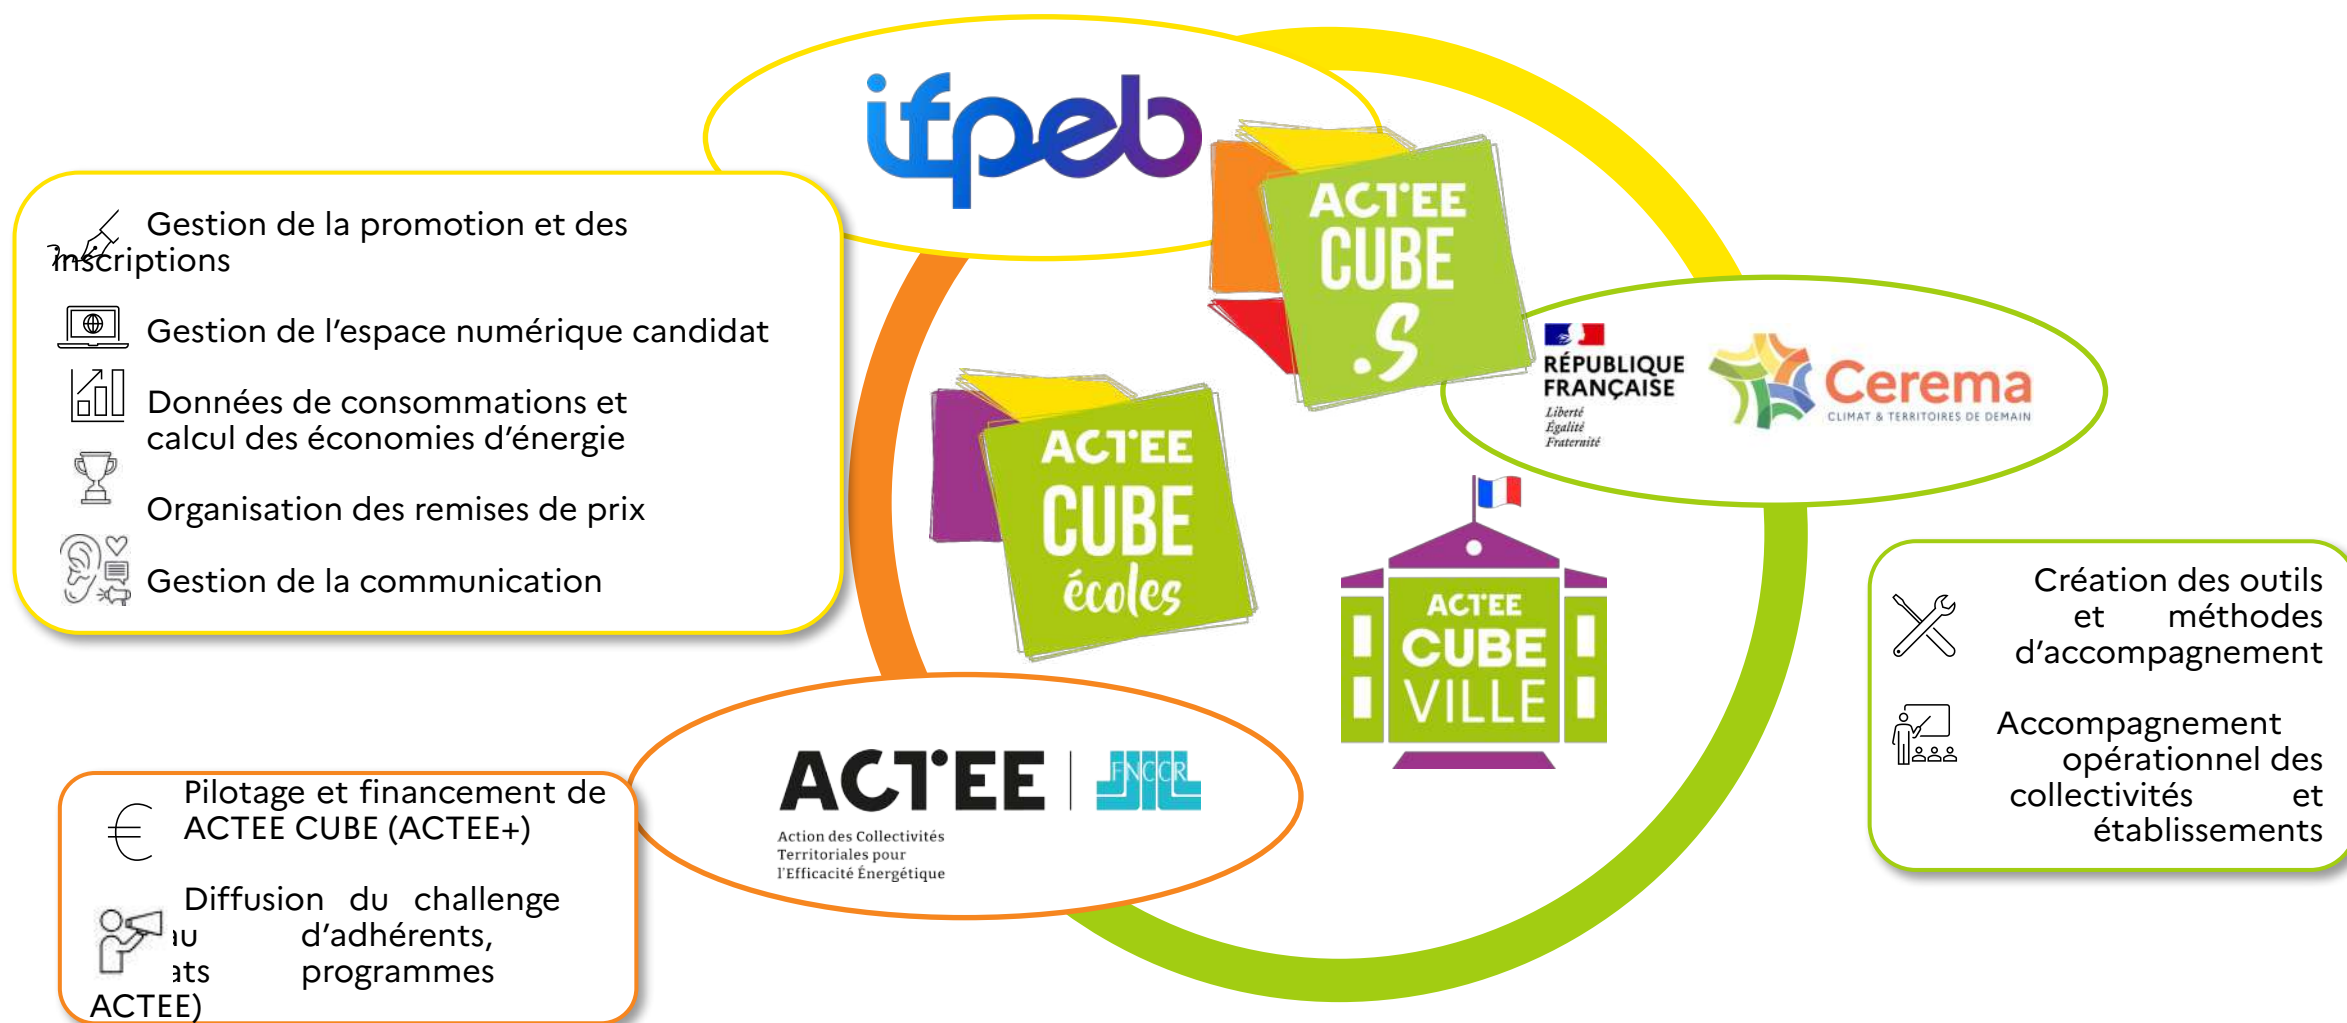 ifpeb
Gestion de la promotion et des
inscriptions
Gestion de l'espace numérique candidat
Données de consommations et
calcul des économies d'énergie
Organisation des remises de prix
Gestion de la communication
ACTEE
CUBE
.S
RÉPUBLIQUE
FRANÇAISE
Liberté
Égalité
Fraternité
Cerema
CLIMAT & TERRITOIRES DE DEMAIN
ACTEE
CUBE
écoles
ACTEE
CUBE
VILLE
Création des outils
et méthodes
d'accompagnement
Accompagnement
opérationnel des
collectivités et
établissements
ACTEE
FNCCR
Action des Collectivités
Territoriales pour
l'Efficacité Énergétique
Pilotage et financement de
ACTEE CUBE (ACTEE+)
Diffusion du challenge
d'adhérents,
programmes
ACTEE)